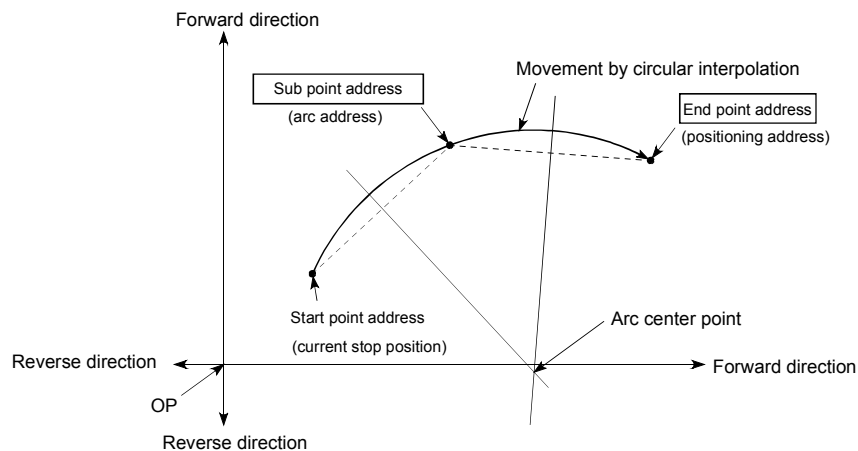 Forward direction
Sub point address
(arc address)
Movement by circular interpolation
End point address
(positioning address)
Start point address
(current stop position)
Arc center point
Reverse direction
Forward direction
OP
Reverse direction